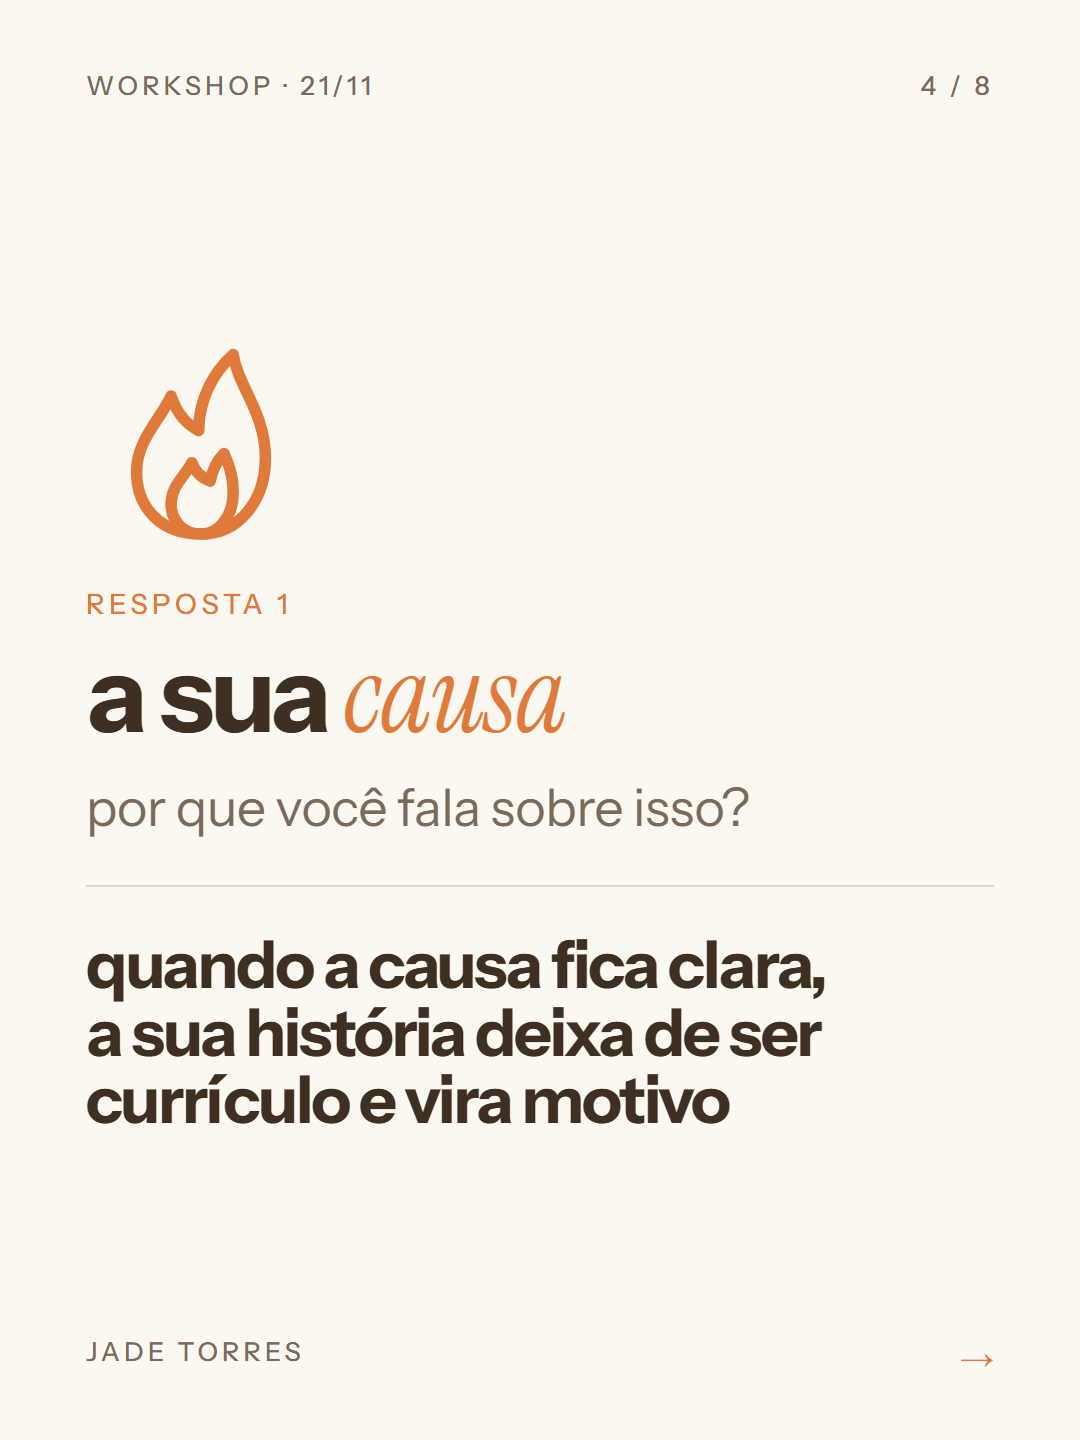 WORKSHOP · 21/11
4 / 8
RESPOSTA 1
a sua causa
por que você fala sobre isso?
quando a causa fica clara,
a sua história deixa de ser
currículo e vira motivo
JADE TORRES
→